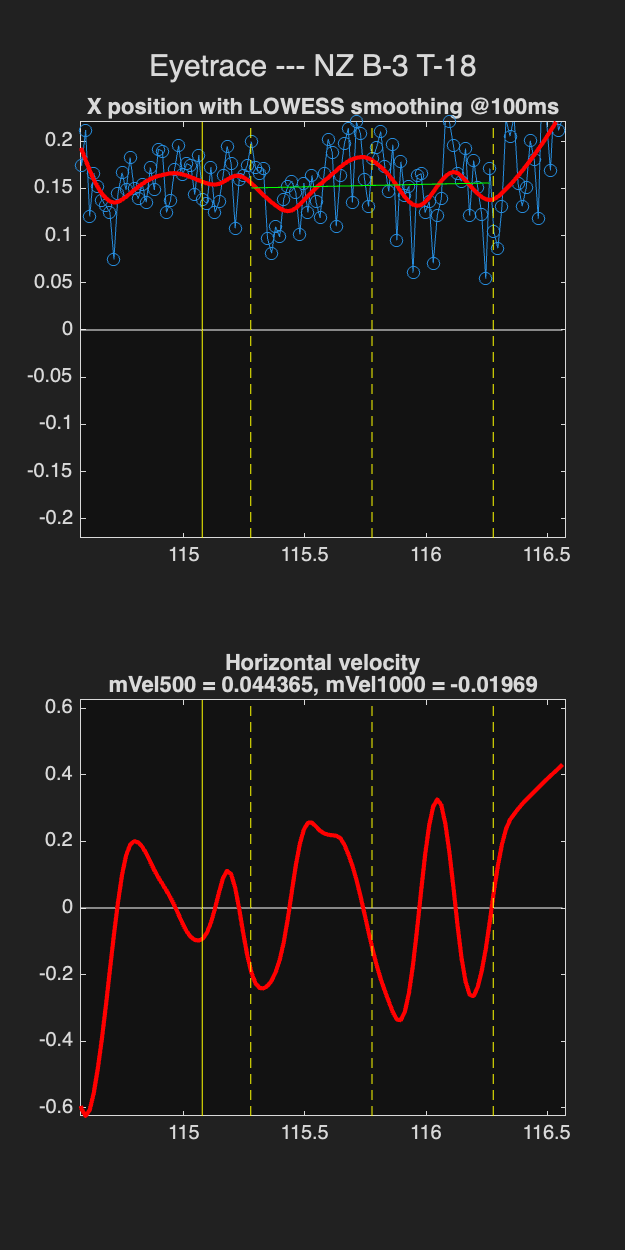 Eyetrace --- NZ B-3 T-18
X position with LOWESS smoothing @100ms
0.2
0.15
0.1
0.05
0
-0.05
-0.1
-0.15
-0.2
115 115.5 116 116.5
Horizontal velocity
mVel500 = 0.044365, mVel1000 = -0.01969
0.6
0.4
0.2
0
-0.2
-0.4
-0.6
115 115.5 116 116.5